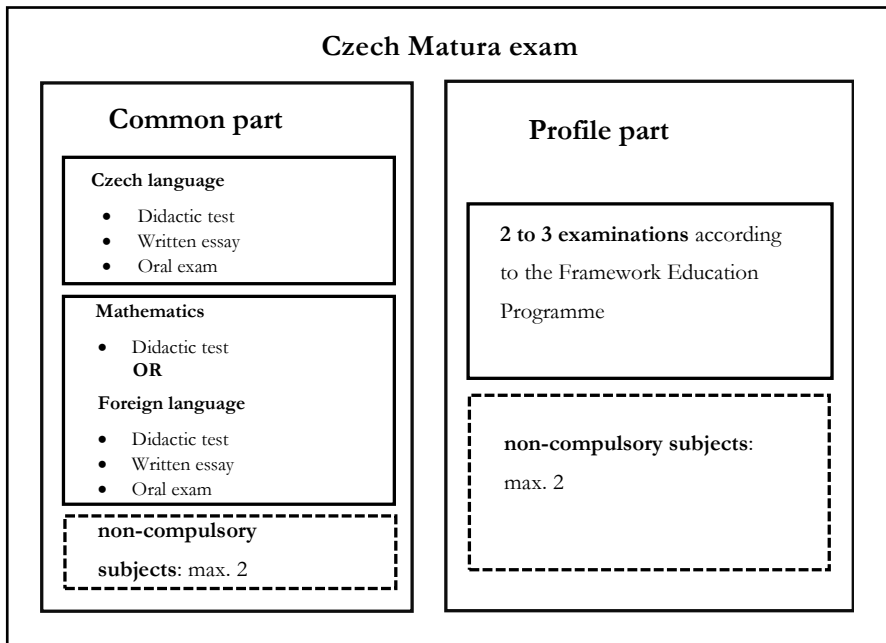 Czech Matura exam
Common part
Czech language
• Didactic test
• Written essay
• Oral exam
Mathematics
• Didactic test
OR
Foreign language
• Didactic test
• Written essay
• Oral exam
non-compulsory
subjects: max. 2
Profile part
2 to 3 examinations according
to the Framework Education
Programme
non-compulsory subjects:
max. 2